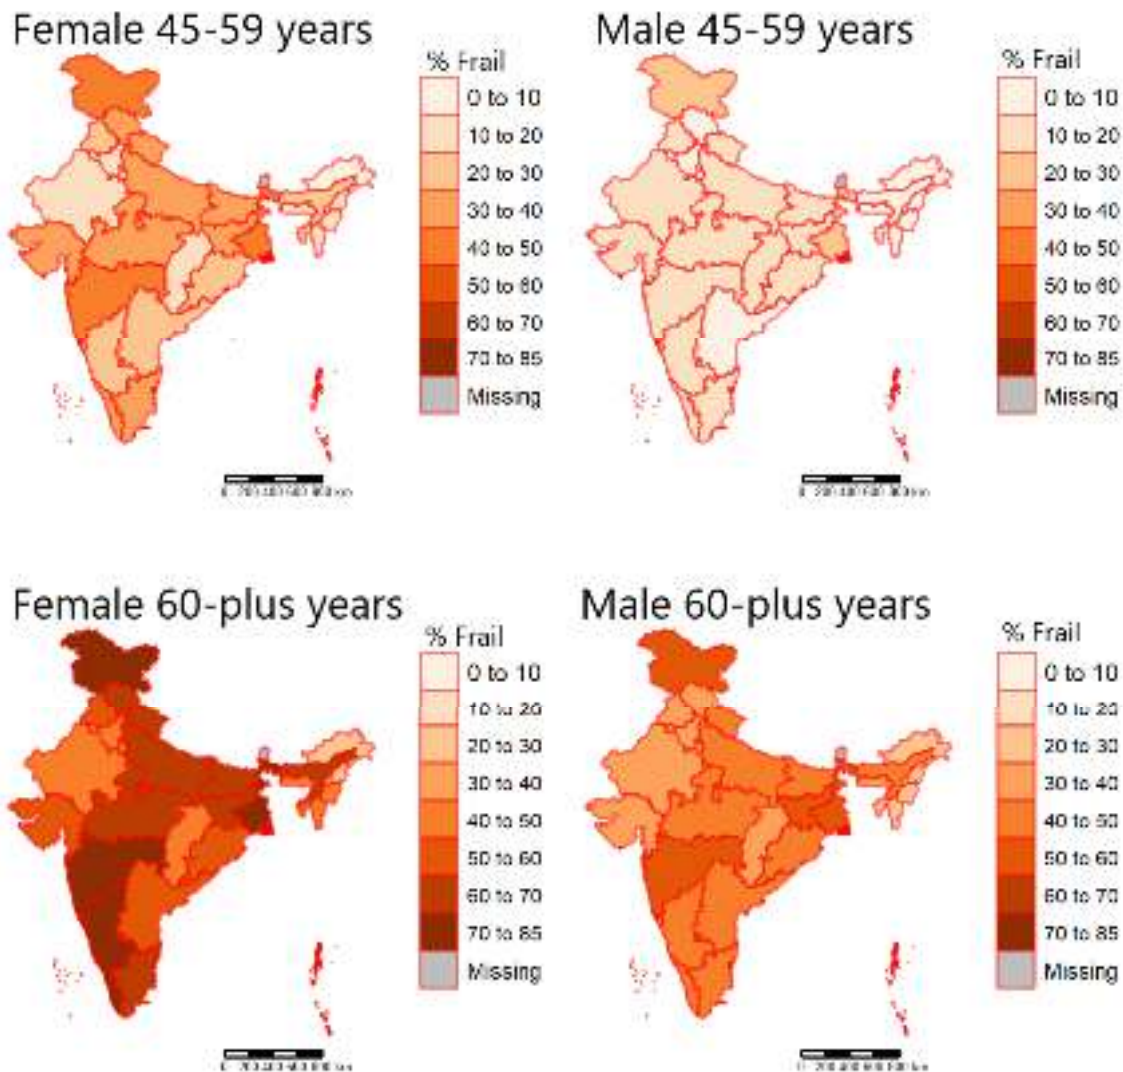 Female 45-59 years
% Frail
0 to 10
10 to 20
20 to 30
30 to 40
40 to 50
50 to 60
60 to 70
70 to 85
Missing
Male 45-59 years
% Frail
0 to 10
10 to 20
20 to 30
30 to 40
40 to 50
50 to 60
60 to 70
70 to 85
Missing
Female 60-plus years
% Frail
0 to 10
10 to 20
20 to 30
30 to 40
40 to 50
50 to 60
60 to 70
70 to 85
Missing
Male 60-plus years
% Frail
0 to 10
10 to 20
20 to 30
30 to 40
40 to 50
50 to 60
60 to 70
70 to 85
Missing